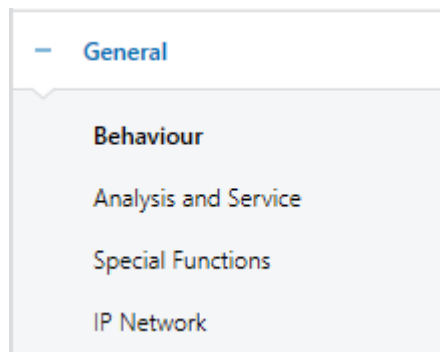 General
Behaviour
Analysis and Service
Special Functions
IP Network